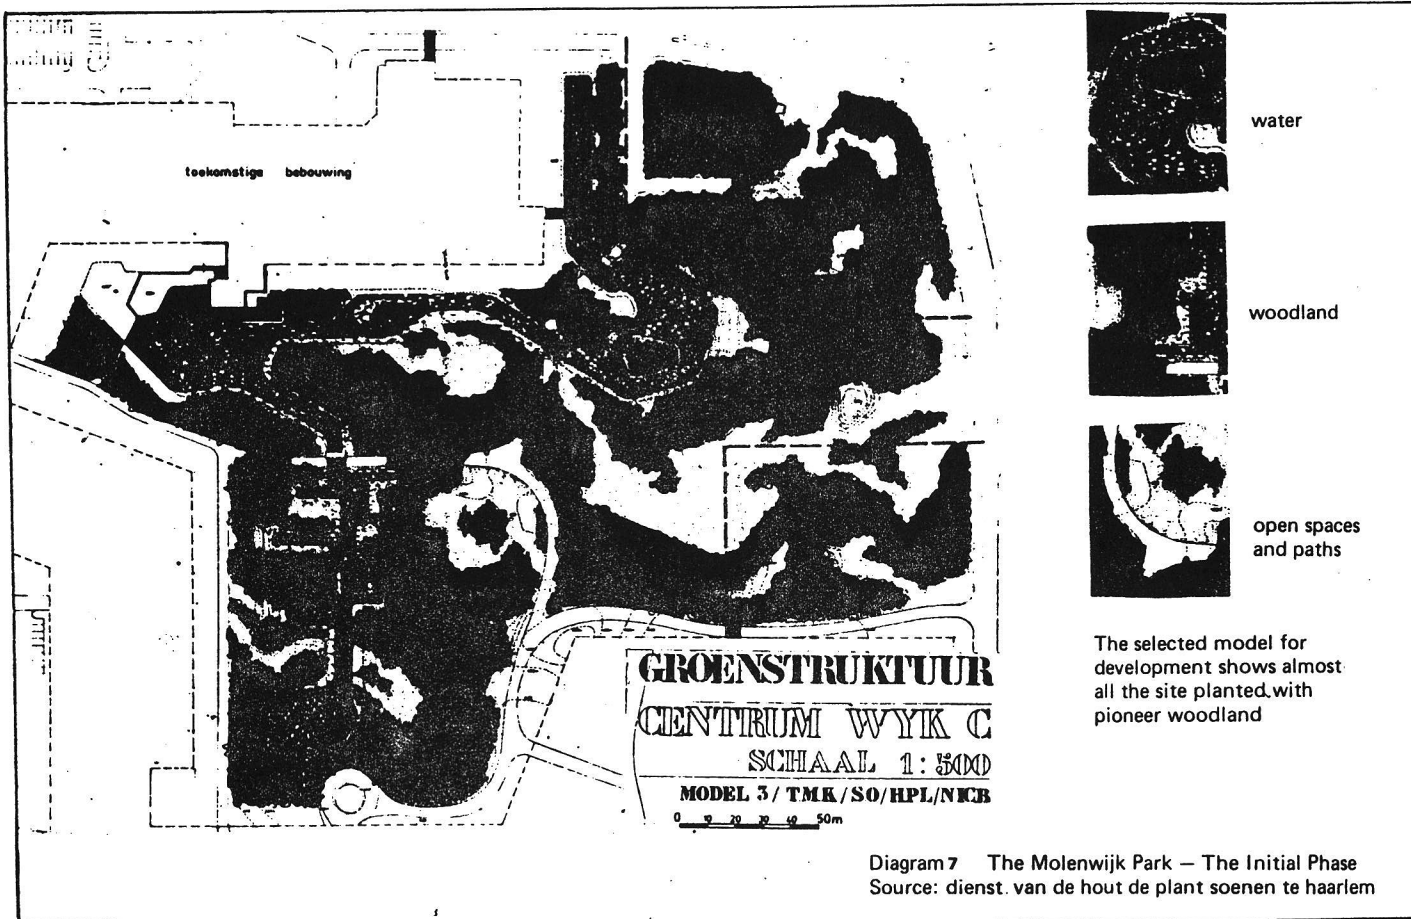 toekomstige bebouwing
GROENSTRUKTUUR
CENTRUM WYK C
SCHAAL 1:500
MODEL 3/TMK/SO/HPL/NKB
0 10 20 30 40 50m
water
woodland
open spaces
and paths
The selected model for
development shows almost
all the site planted with
pioneer woodland
Diagram 7 The Molenwijk Park — The Initial Phase
Source: dienst. van de hout de plant soenen te haarlem